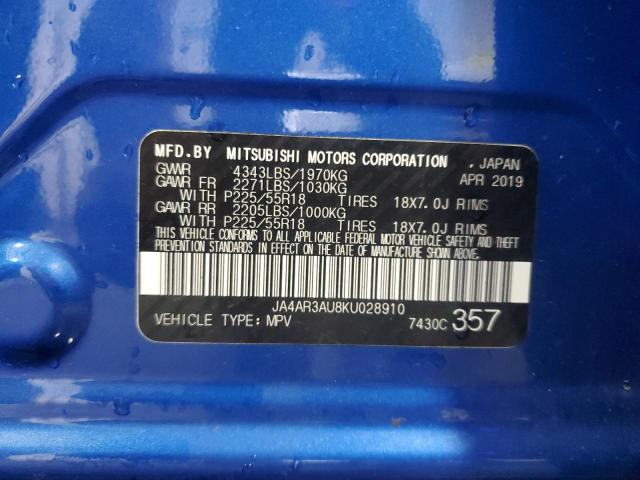 MFD.BY MITSUBISHI MOTORS CORPORATION . JAPAN
GWWR 4343LBS/1970KG APR 2019
GAWR FR 2271LBS/1030KG
WITH P225/55R18 TIRES 18X7.0J RIMS
GAWR RR 2205LBS/1000KG
WITH P225/55R18 TIRES 18X7.0J RIMS
THIS VEHICLE CONFORMS TO ALL APPLICABLE FEDERAL MOTOR VEHICLE SAFETY AND THEFT
PREVENTION STANDARDS IN EFFECT ON THE DATE OF MANUFACTURE SHOWN ABOVE.
JA4AR3AU8KU028910
VEHICLE TYPE: MPV 7430C 357